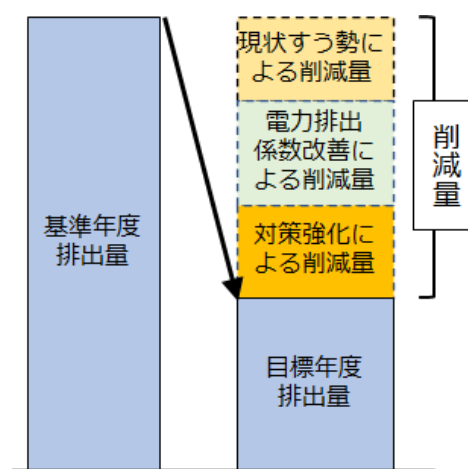 基準年度
排出量
現状すう勢に
よる削減量
電力排出
係数改善に
よる削減量
対策強化に
よる削減量
目標年度
排出量
削減量